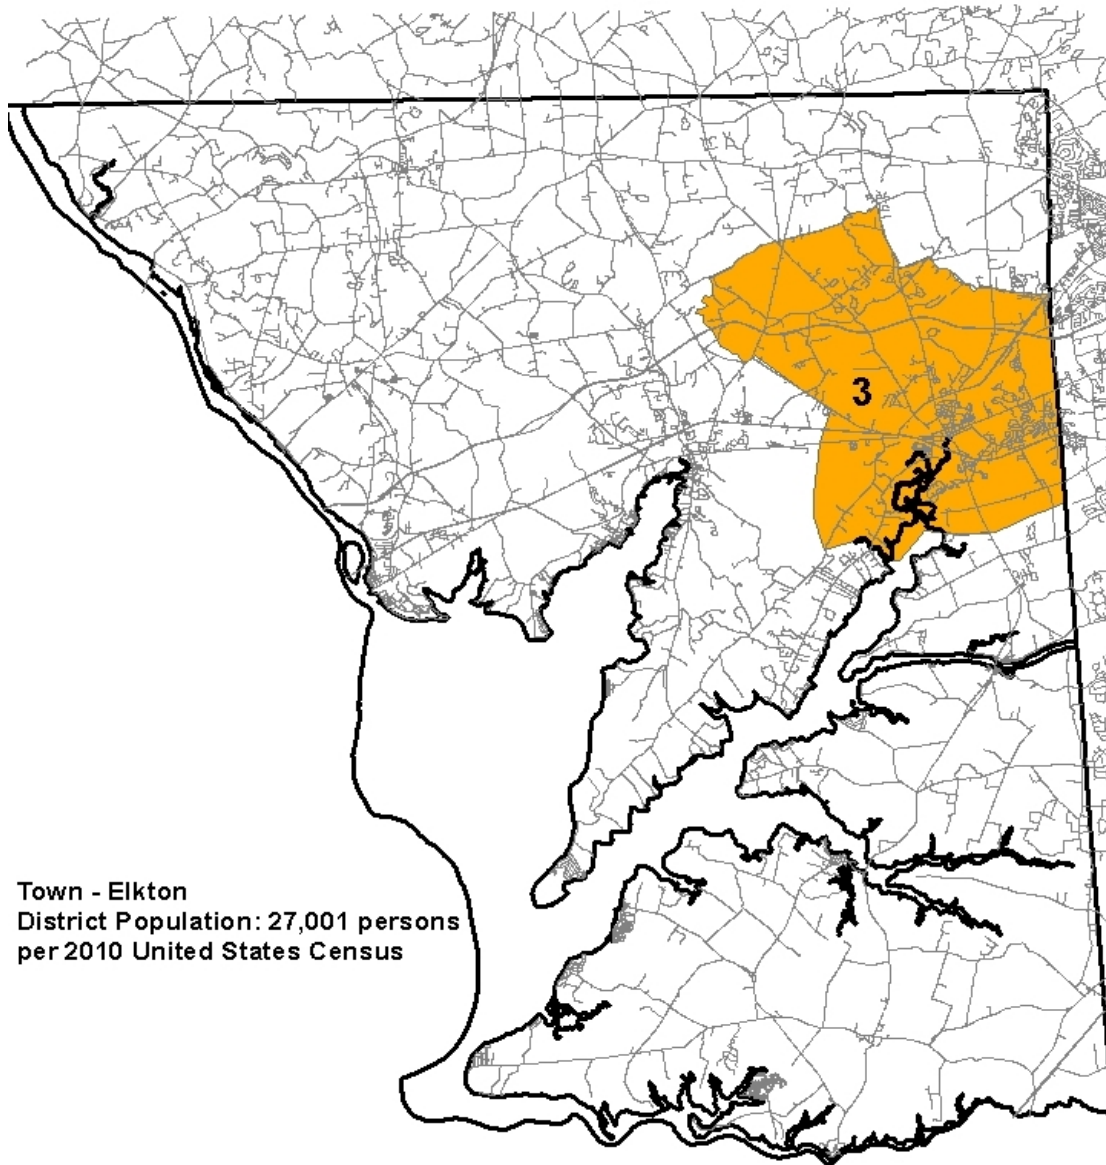 3
Town - Elkton
District Population: 27,001 persons
per 2010 United States Census